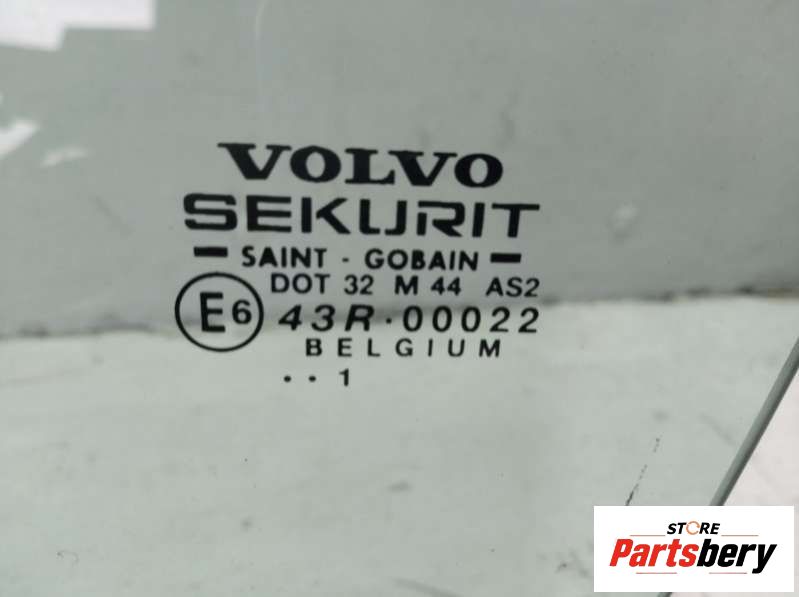 VOLVO
SEKURIT
SAINT - GOBAIN
DOT 32 M 44 AS2
E6 43R·00022
BELGIUM
· · 1
STORE
Partsbery